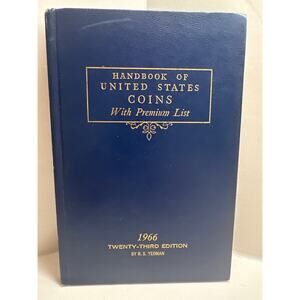 HANDBOOK OF
UNITED STATES
COINS
With Premium List
1966
TWENTY-THIRD EDITION
BY R. S. YEOMAN